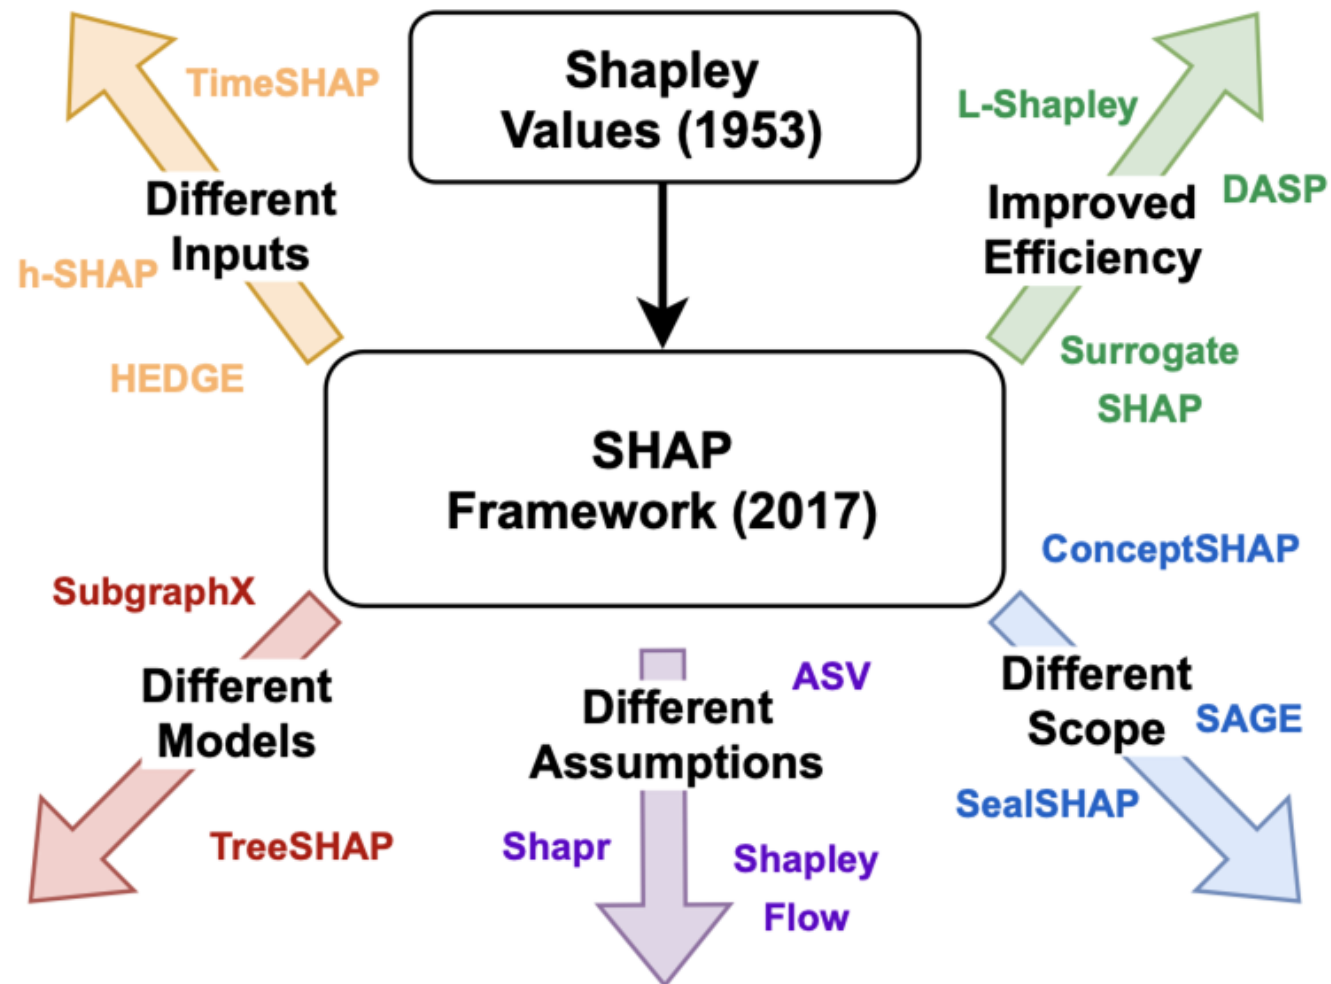 Shapley
Values (1953)
TimeSHAP
Different
Inputs
h-SHAP
HEDGE
L-Shapley
DASP
Improved
Efficiency
Surrogate
SHAP
SHAP
Framework (2017)
SubgraphX
Different
Models
TreeSHAP
ASV
Different
Assumptions
Shapr
Shapley
Flow
ConceptSHAP
Different
Scope
SAGE
SealSHAP